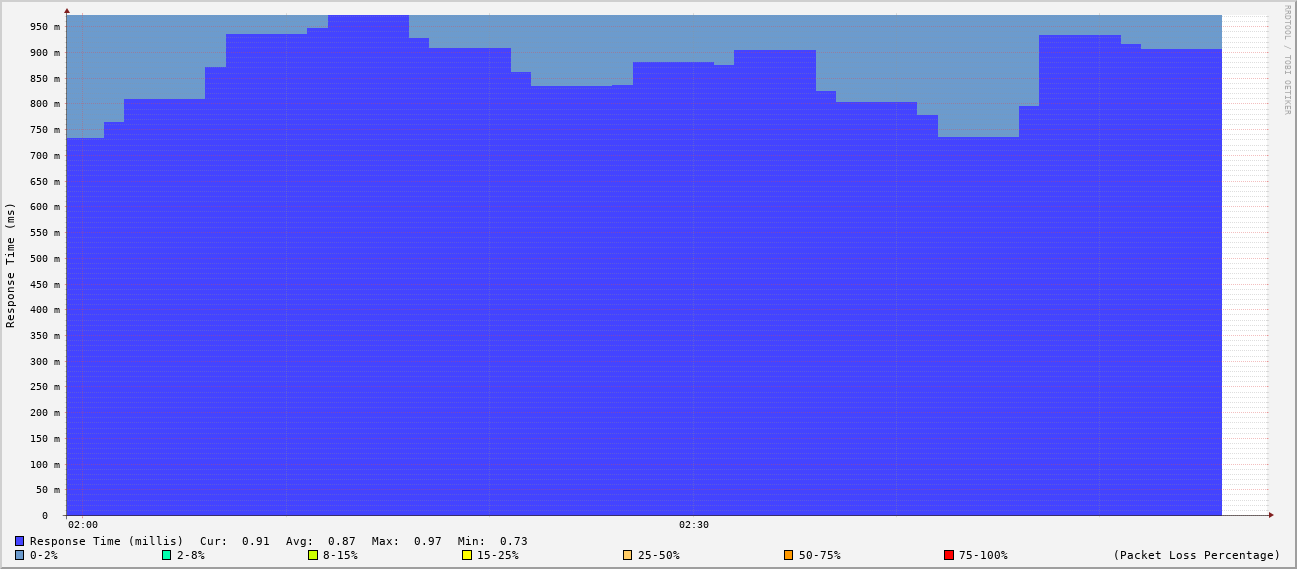 RRDTOOL / TOBI OETIKER
Response Time (ms)
950 m
900 m
850 m
800 m
750 m
700 m
650 m
600 m
550 m
500 m
450 m
400 m
350 m
300 m
250 m
200 m
150 m
100 m
50 m
0
02:00 02:30
Response Time (millis) Cur: 0.91 Avg: 0.87 Max: 0.97 Min: 0.73
0-2% 2-8% 8-15% 15-25% 25-50% 50-75% 75-100% (Packet Loss Percentage)